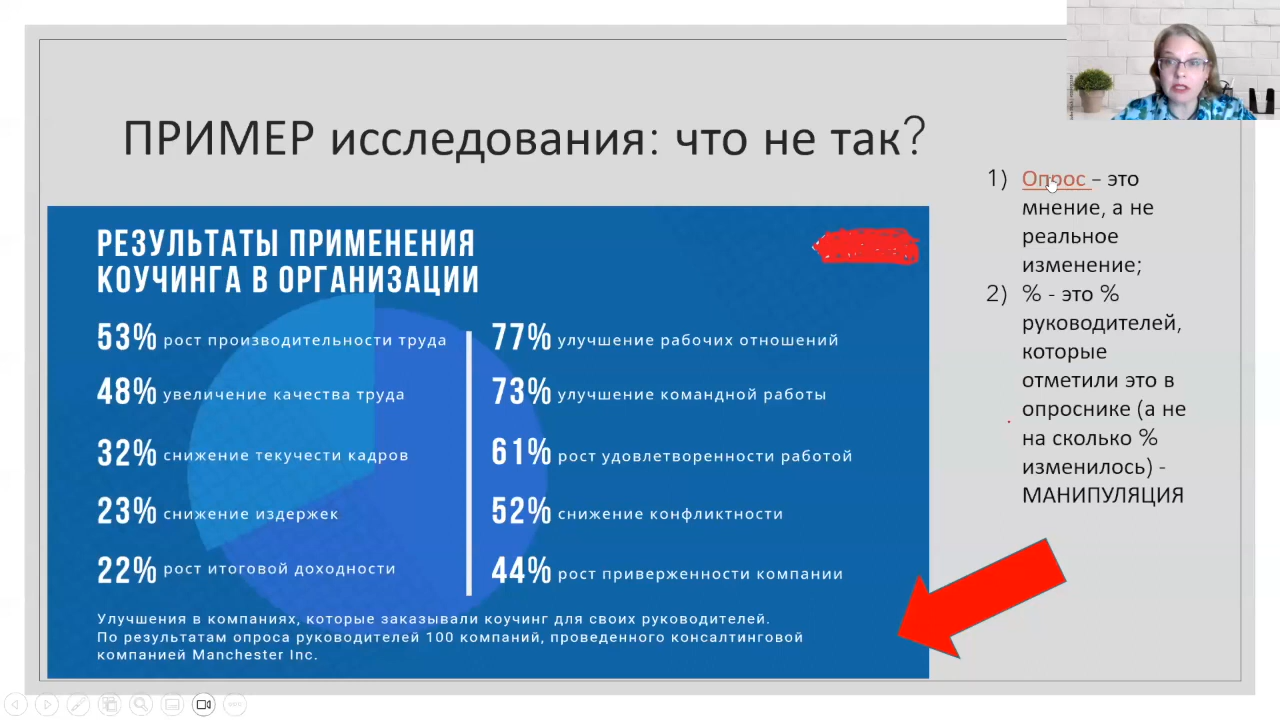 ПРИМЕР исследования: что не так?
РЕЗУЛЬТАТЫ ПРИМЕНЕНИЯ
КОУЧИНГА В ОРГАНИЗАЦИИ
53% рост производительности труда
48% увеличение качества труда
32% снижение текучести кадров
23% снижение издержек
22% рост итоговой доходности
77% улучшение рабочих отношений
73% улучшение командной работы
61% рост удовлетворенности работой
52% снижение конфликтности
44% рост приверженности компании
Улучшения в компаниях, которые заказывали коучинг для своих руководителей.
По результатам опроса руководителей 100 компаний, проведенного консалтинговой
компанией Manchester Inc.
1) Опрос – это
мнение, а не
реальное
изменение;
2) % - это %
руководителей,
которые
отметили это в
опроснике (а не
на сколько %
изменилось) -
МАНИПУЛЯЦИЯ